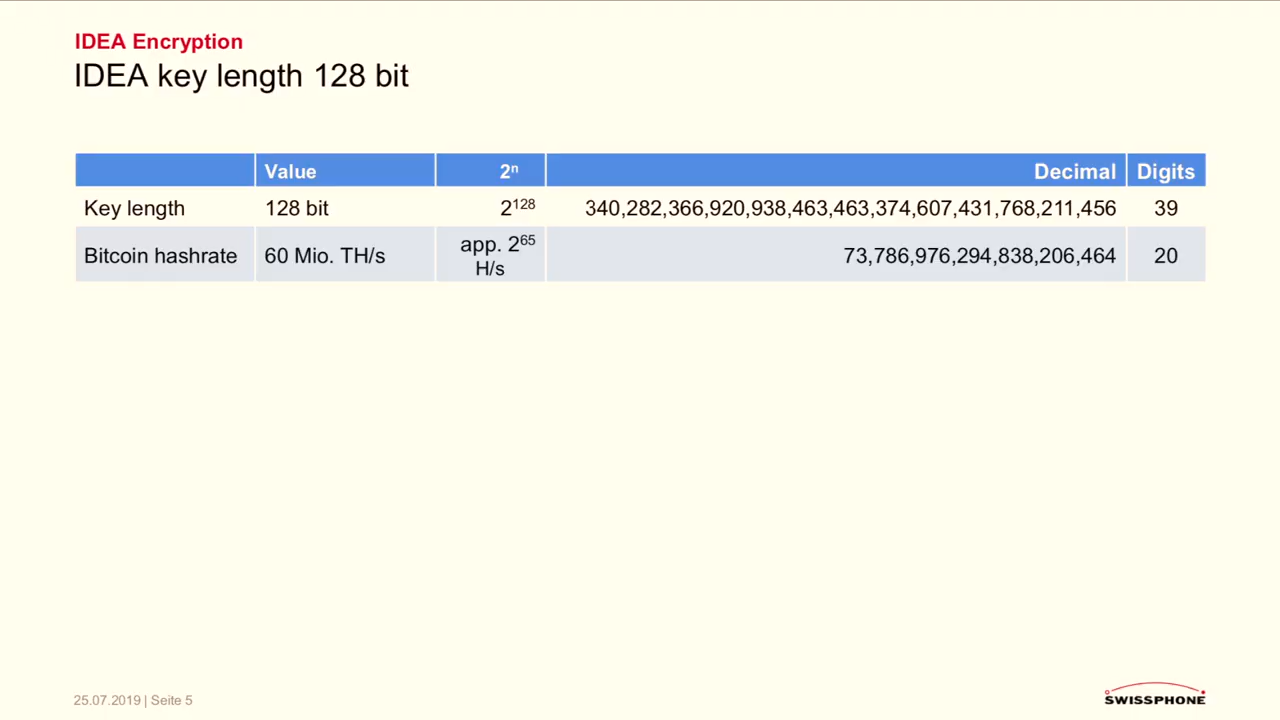 IDEA Encryption
IDEA key length 128 bit
Value 2ⁿ Decimal Digits
Key length 128 bit 2¹²⁸ 340,282,366,920,938,463,463,374,607,431,768,211,456 39
Bitcoin hashrate 60 Mio. TH/s app. 2⁶⁵ H/s 73,786,976,294,838,206,464 20
25.07.2019 | Seite 5
SWISSPHONE